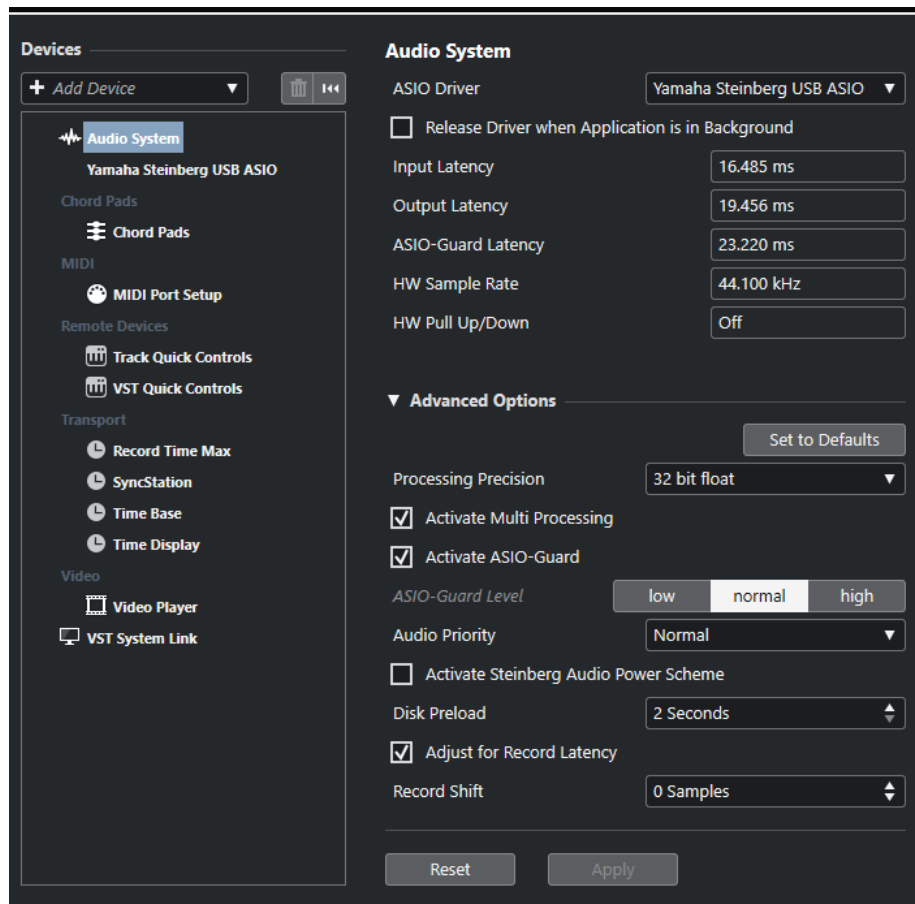 Devices
Add Device
Audio System
Yamaha Steinberg USB ASIO
Chord Pads
Chord Pads
MIDI
MIDI Port Setup
Remote Devices
Track Quick Controls
VST Quick Controls
Transport
Record Time Max
SyncStation
Time Base
Time Display
Video
Video Player
VST System Link
Audio System
ASIO Driver Yamaha Steinberg USB ASIO
Release Driver when Application is in Background
Input Latency 16.485 ms
Output Latency 19.456 ms
ASIO-Guard Latency 23.220 ms
HW Sample Rate 44.100 kHz
HW Pull Up/Down Off
Advanced Options
Set to Defaults
Processing Precision 32 bit float
Activate Multi Processing
Activate ASIO-Guard
ASIO-Guard Level low normal high
Audio Priority Normal
Activate Steinberg Audio Power Scheme
Disk Preload 2 Seconds
Adjust for Record Latency
Record Shift 0 Samples
Reset Apply